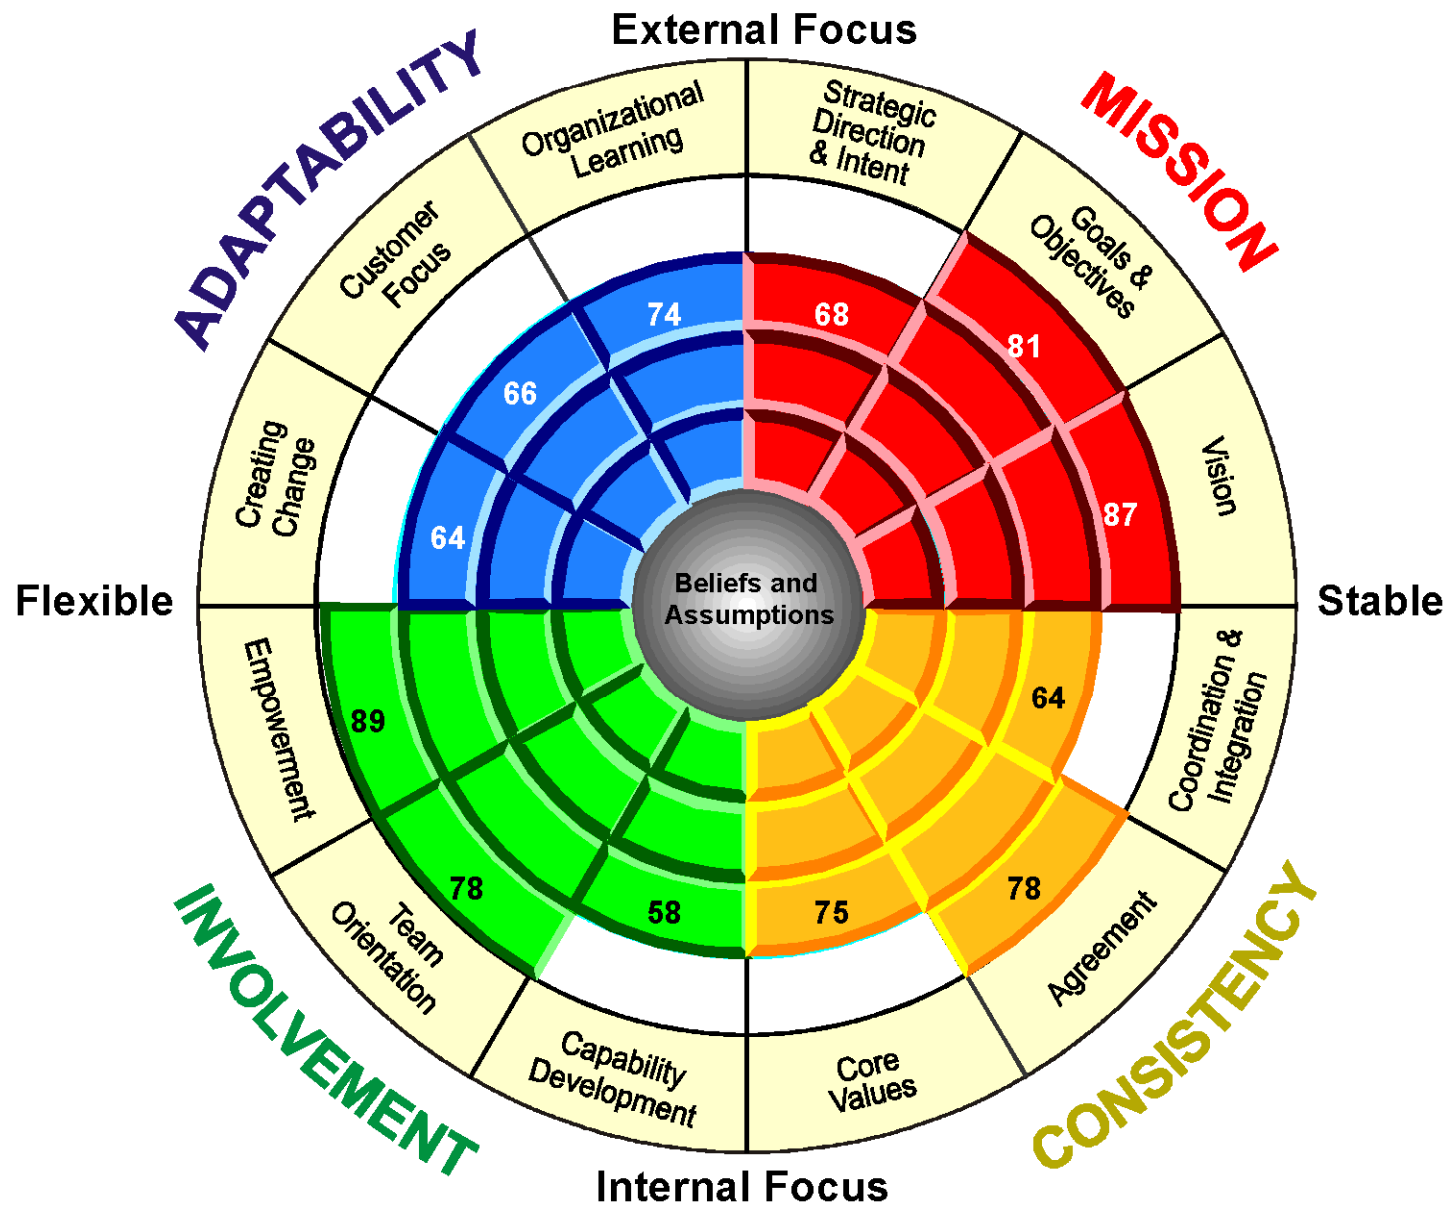 External Focus
ADAPTABILITY
MISSION
Organizational
Learning
Strategic
Direction
& Intent
Customer
Focus
Goals &
Objectives
Creating
Change
Vision
74
68
66
81
64
87
Beliefs and
Assumptions
Flexible
Stable
Empowerment
Coordination &
Integration
89
64
78
58
75
78
Team
Orientation
Agreement
Capability
Development
Core
Values
INVOLVEMENT
CONSISTENCY
Internal Focus